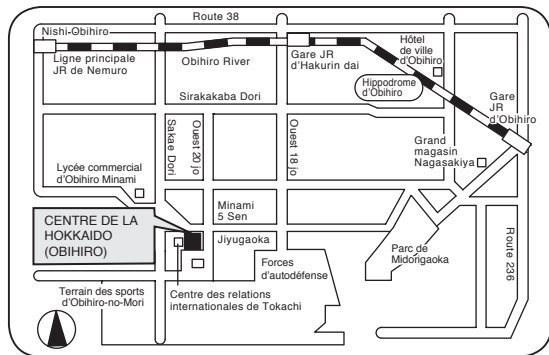 Route 38
Nishi-Obihiro
Ligne principale
JR de Nemuro
Obihiro River
Gare JR
d'Hakurin dai
Hôtel
de ville
d'Obihiro
Hippodrome
d'Obihiro
Gare
JR
d'Obihiro
Sirakakaba Dori
Sakae Dori
Ouest 20 jo
Ouest 18 jo
Grand
magasin
Nagasakiya
Lycée commercial
d'Obihiro Minami
Minami
5 Sen
CENTRE DE LA
HOKKAIDO
(OBIHIRO)
Jiyugaoka
Forces
d'autodéfense
Parc de
Midorigaoka
Route 236
Terrain des sports
d'Obihiro-no-Mori
Centre des relations
internationales de Tokachi